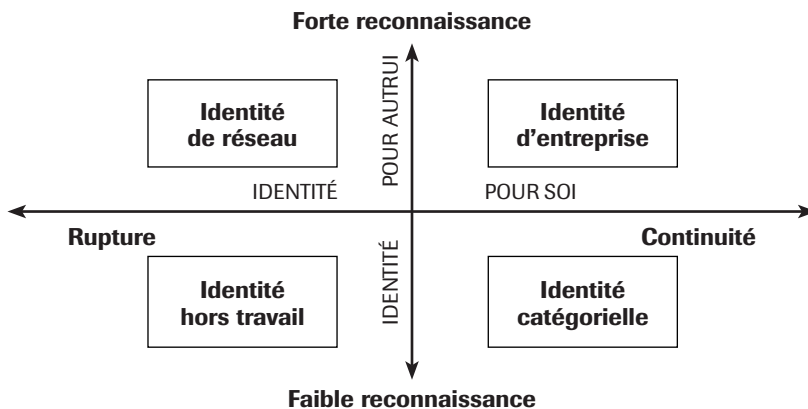 Forte reconnaissance
Identité
de réseau
POUR AUTRUI
Identité
d'entreprise
IDENTITÉ
POUR SOI
Rupture
Continuité
Identité
hors travail
IDENTITÉ
Identité
catégorielle
Faible reconnaissance